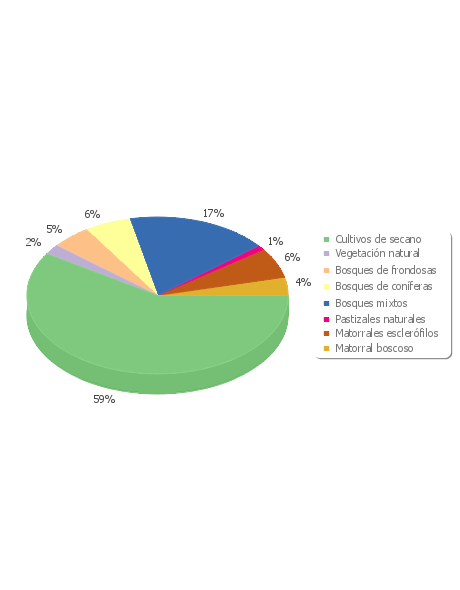 17%
6%
5%
2%
1%
6%
4%
59%
Cultivos de secano
Vegetación natural
Bosques de frondosas
Bosques de coníferas
Bosques mixtos
Pastizales naturales
Matorrales esclerófilos
Matorral boscoso